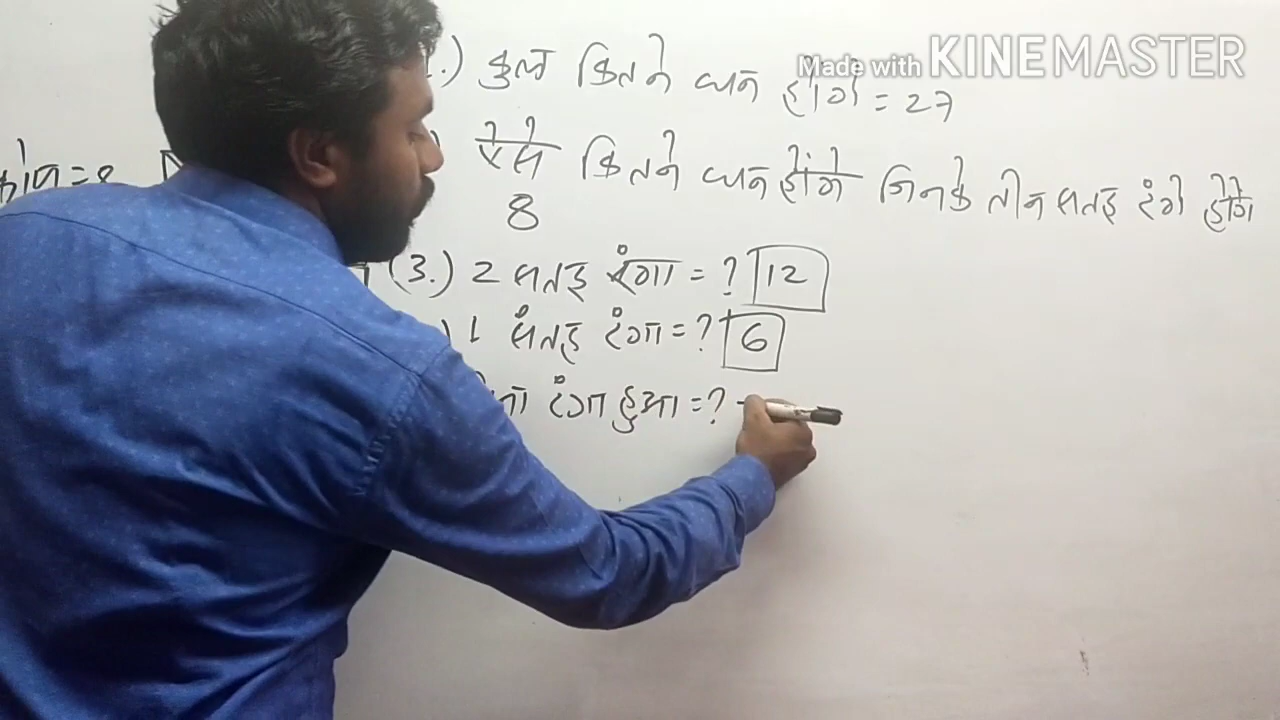 Made with KINEMASTER
1.) कुल कितने घन होंगे = 27
ऐसे कितने घन होंगे जिनके तीन सतह रंगे होंगे
8
(3.) 2 सतह रंगा = ? 12
) 1 सतह रंगा = ? 6
रंगा हुआ = ?
= 8